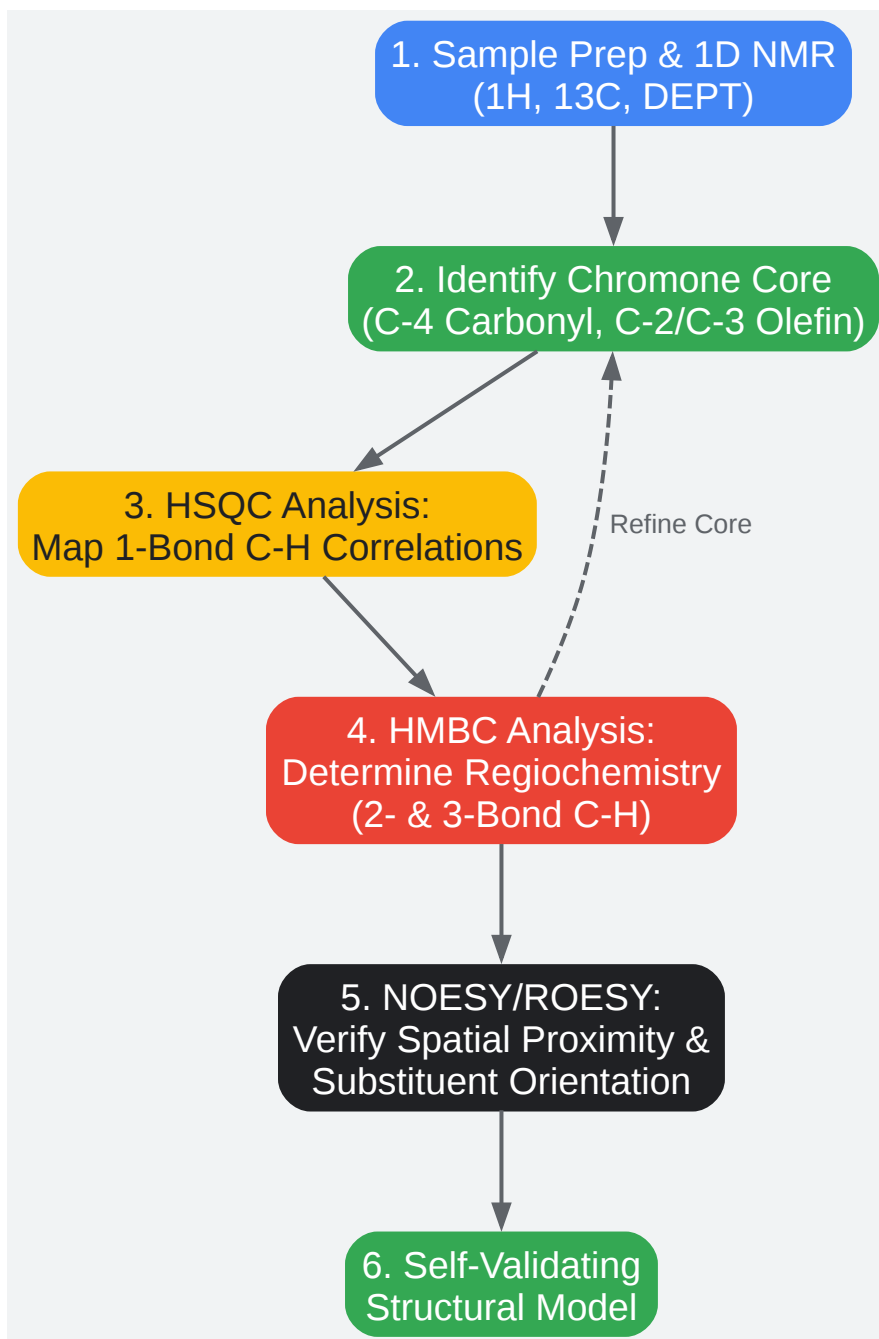 1. Sample Prep & 1D NMR
(1H, 13C, DEPT)
2. Identify Chromone Core
(C-4 Carbonyl, C-2/C-3 Olefin)
3. HSQC Analysis:
Map 1-Bond C-H Correlations
Refine Core
4. HMBC Analysis:
Determine Regiochemistry
(2- & 3-Bond C-H)
5. NOESY/ROESY:
Verify Spatial Proximity &
Substituent Orientation
6. Self-Validating
Structural Model